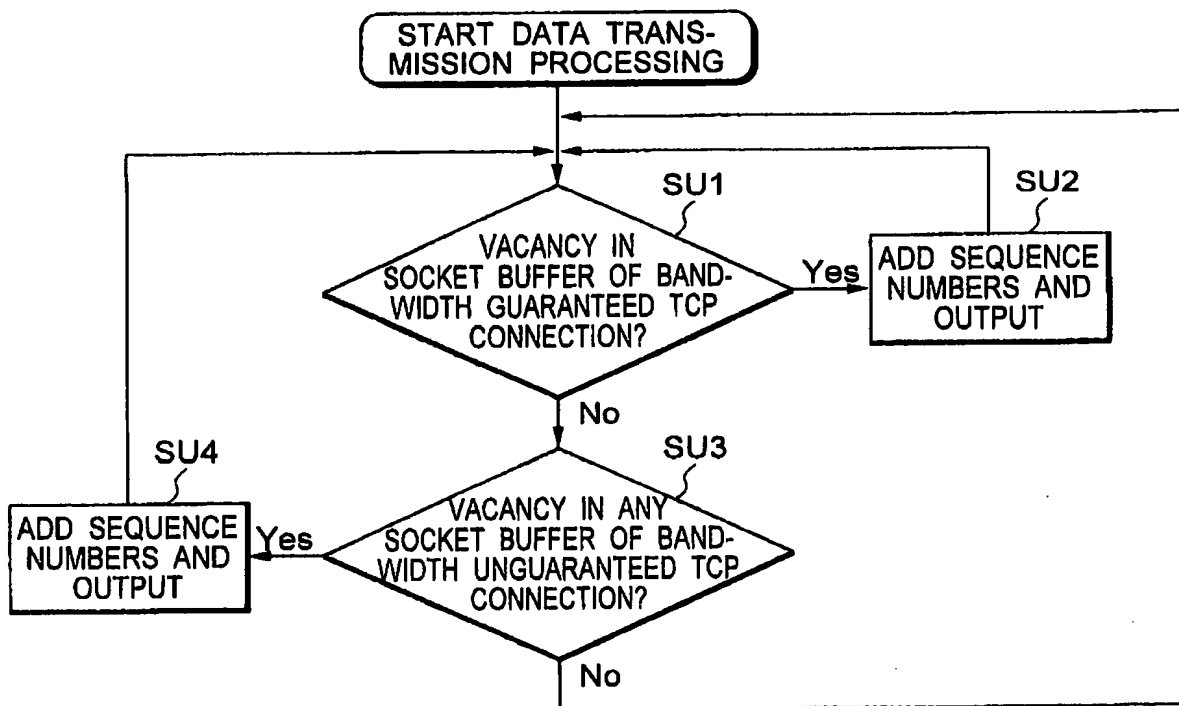 START DATA TRANS-
MISSION PROCESSING
SU1
VACANCY IN
SOCKET BUFFER OF BAND-
WIDTH GUARANTEED TCP
CONNECTION?
Yes
SU2
ADD SEQUENCE
NUMBERS AND
OUTPUT
No
SU3
VACANCY IN ANY
SOCKET BUFFER OF BAND-
WIDTH UNGUARANTEED TCP
CONNECTION?
Yes
SU4
ADD SEQUENCE
NUMBERS AND
OUTPUT
No